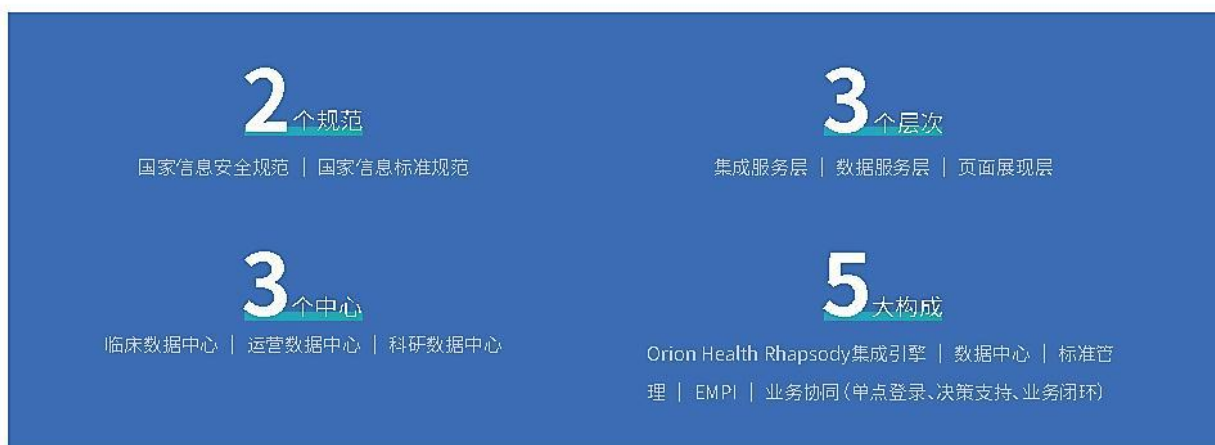 2个规范
国家信息安全规范 | 国家信息标准规范
3个层次
集成服务层 | 数据服务层 | 页面展现层
3个中心
临床数据中心 | 运营数据中心 | 科研数据中心
5大构成
Orion Health Rhapsody集成引擎 | 数据中心 | 标准管
理 | EMPI | 业务协同(单点登录、决策支持、业务闭环)